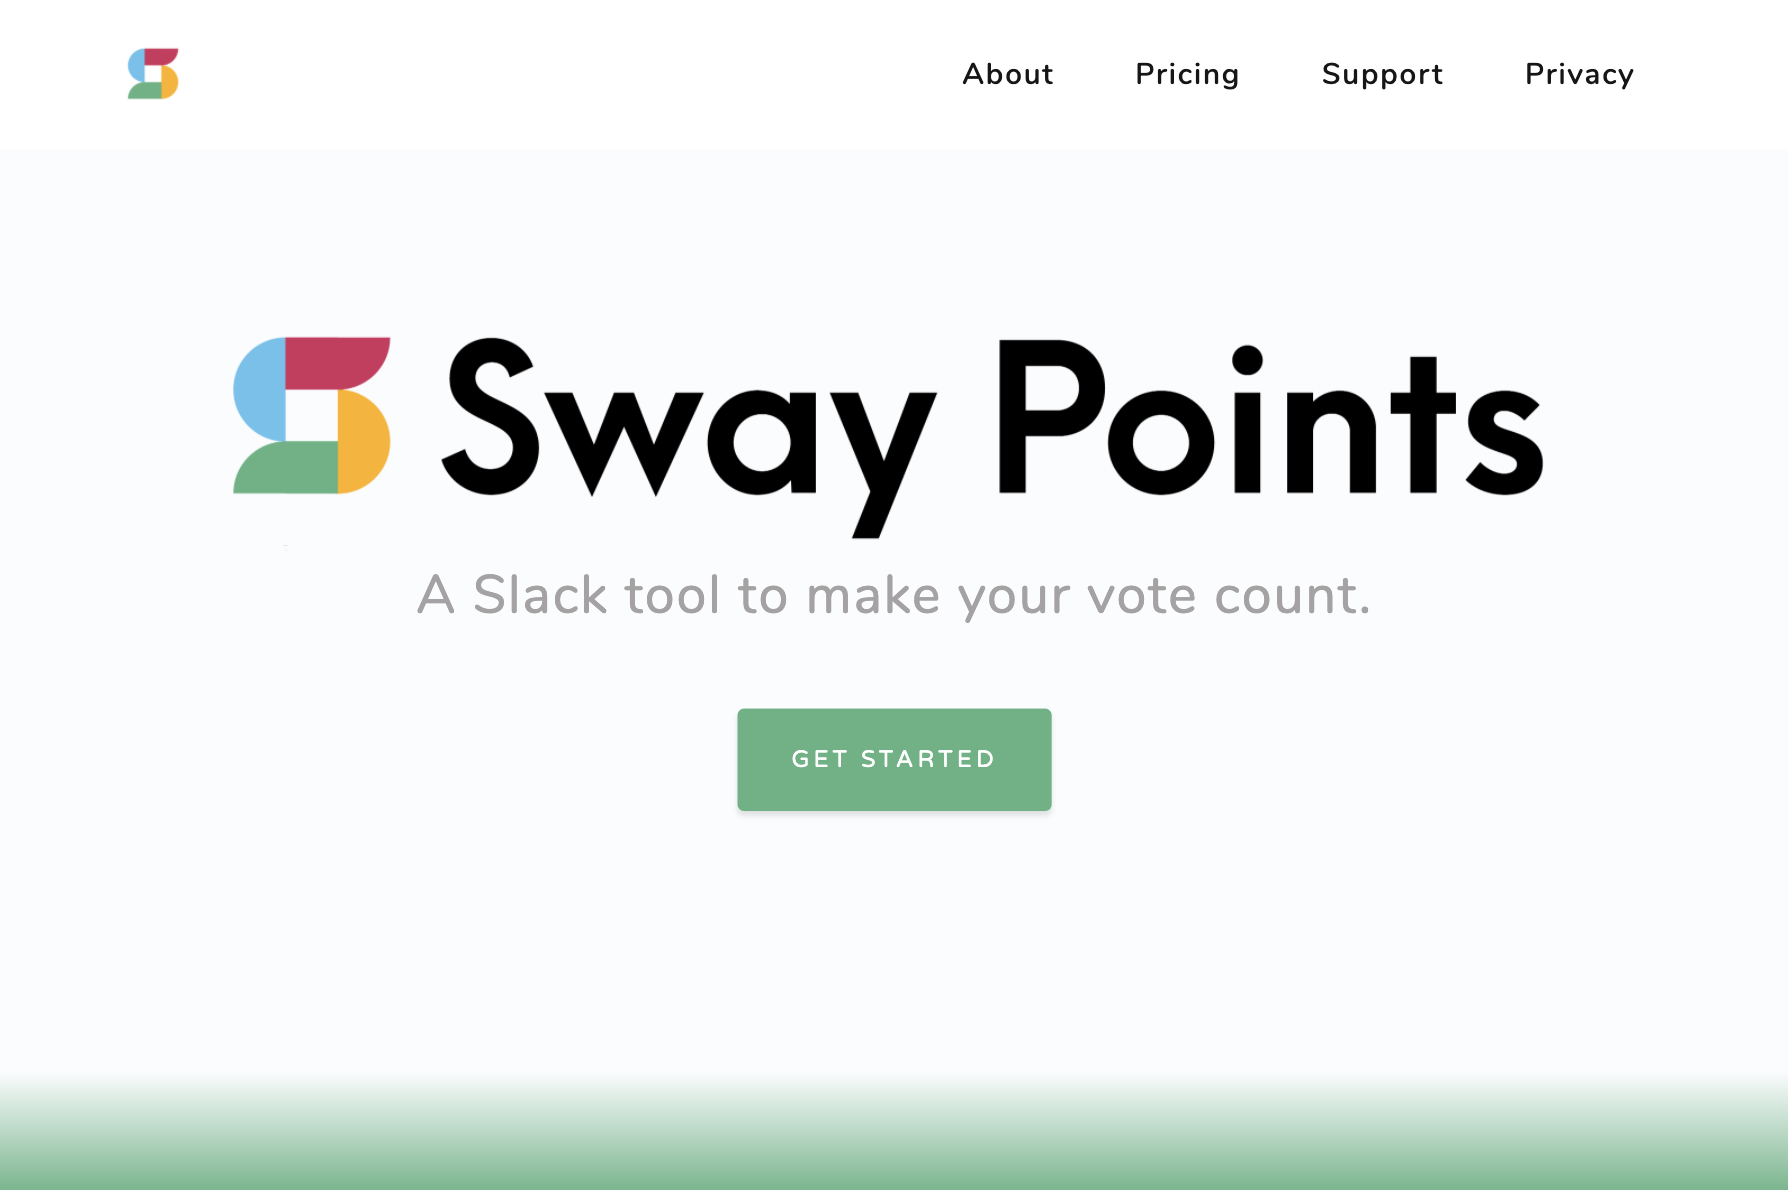 About Pricing Support Privacy
Sway Points
A Slack tool to make your vote count.
GET STARTED